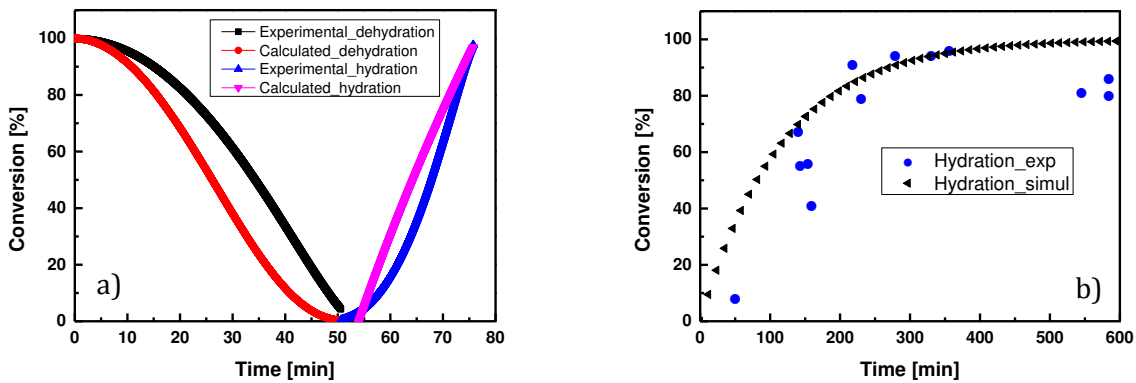 Experimental_dehydration
Calculated_dehydration
Experimental_hydration
Calculated_hydration
100
80
60
40
20
0
Conversion [%]
a)
0 10 20 30 40 50 60 70 80
Time [min]
100
80
60
40
20
0
Conversion [%]
Hydration_exp
Hydration_simul
b)
0 100 200 300 400 500 600
Time [min]